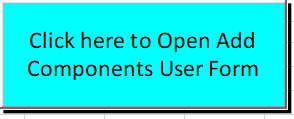 Click here to Open Add
Components User Form